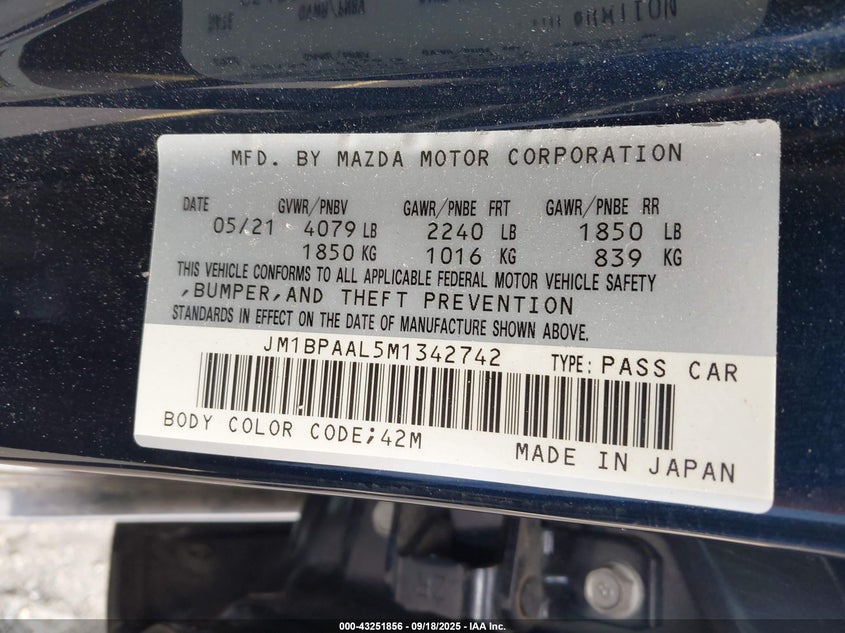 MFD. BY MAZDA MOTOR CORPORATION
DATE GVWR/PNBV GAWR/PNBE FRT GAWR/PNBE RR
05/21 4079 LB 2240 LB 1850 LB
1850 KG 1016 KG 839 KG
THIS VEHICLE CONFORMS TO ALL APPLICABLE FEDERAL MOTOR VEHICLE SAFETY
,BUMPER,AND THEFT PREVENTION
STANDARDS IN EFFECT ON THE DATE OF MANUFACTURE SHOWN ABOVE.
JM1BPAAL5M1342742 TYPE: PASS CAR
BODY COLOR CODE;42M
MADE IN JAPAN
000-43251856 - 09/18/2025 - IAA Inc.